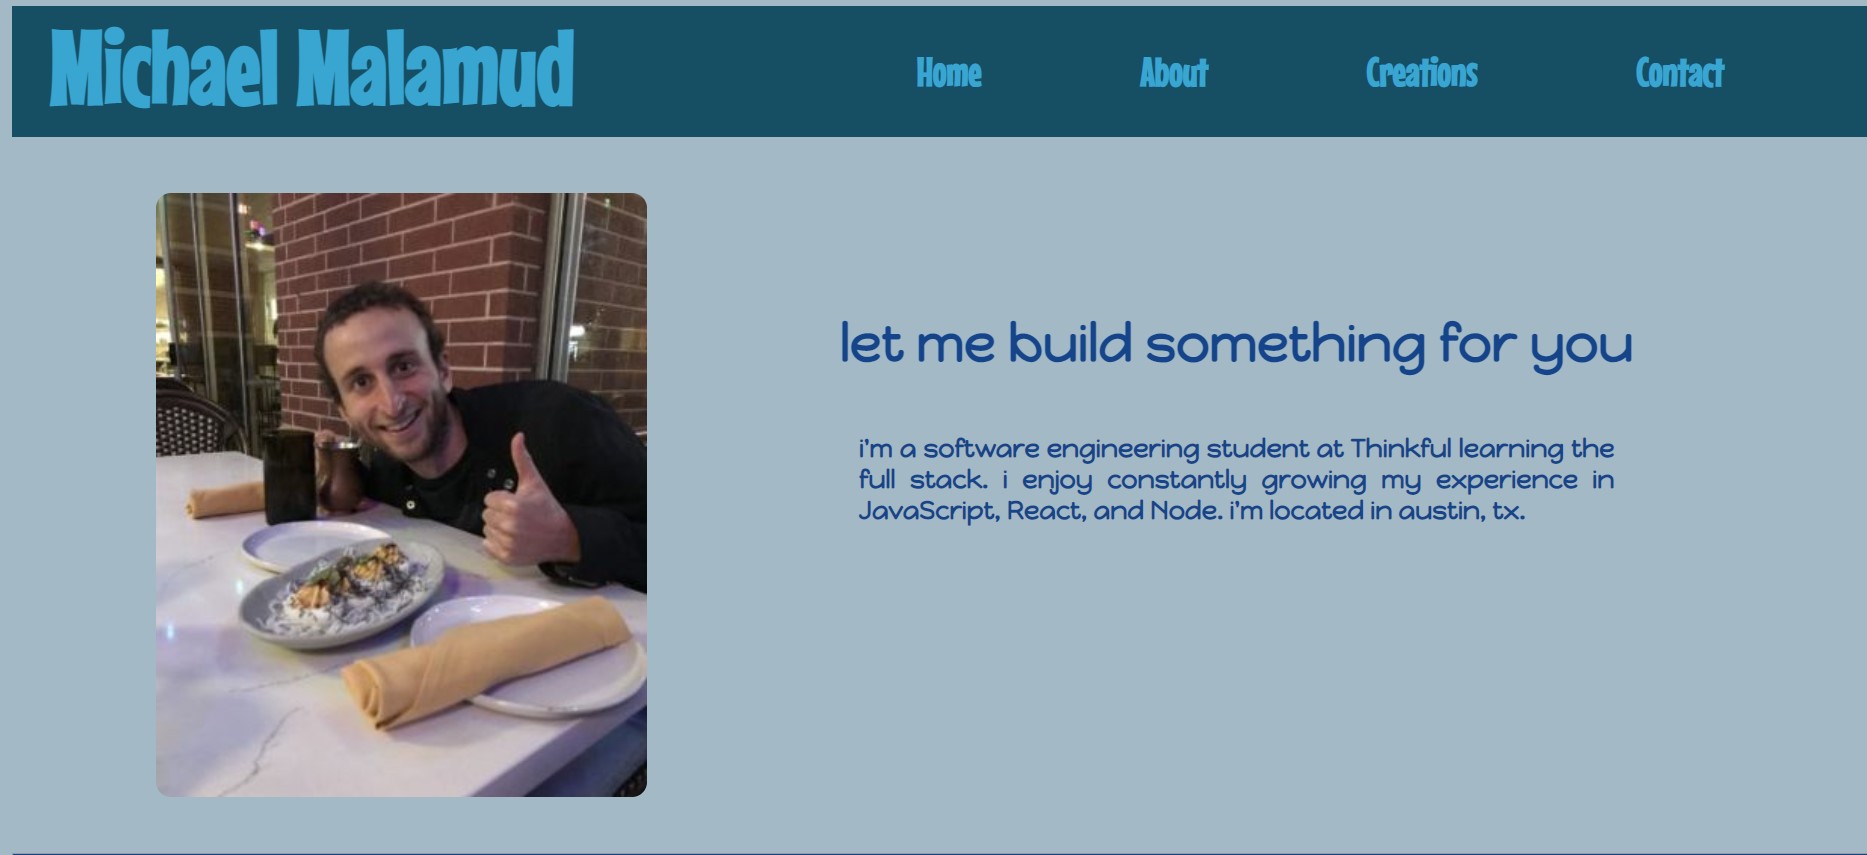 Michael Malamud
Home
About
Creations
Contact
let me build something for you
i'm a software engineering student at Thinkful learning the
full stack. i enjoy constantly growing my experience in
JavaScript, React, and Node. i'm located in austin, tx.